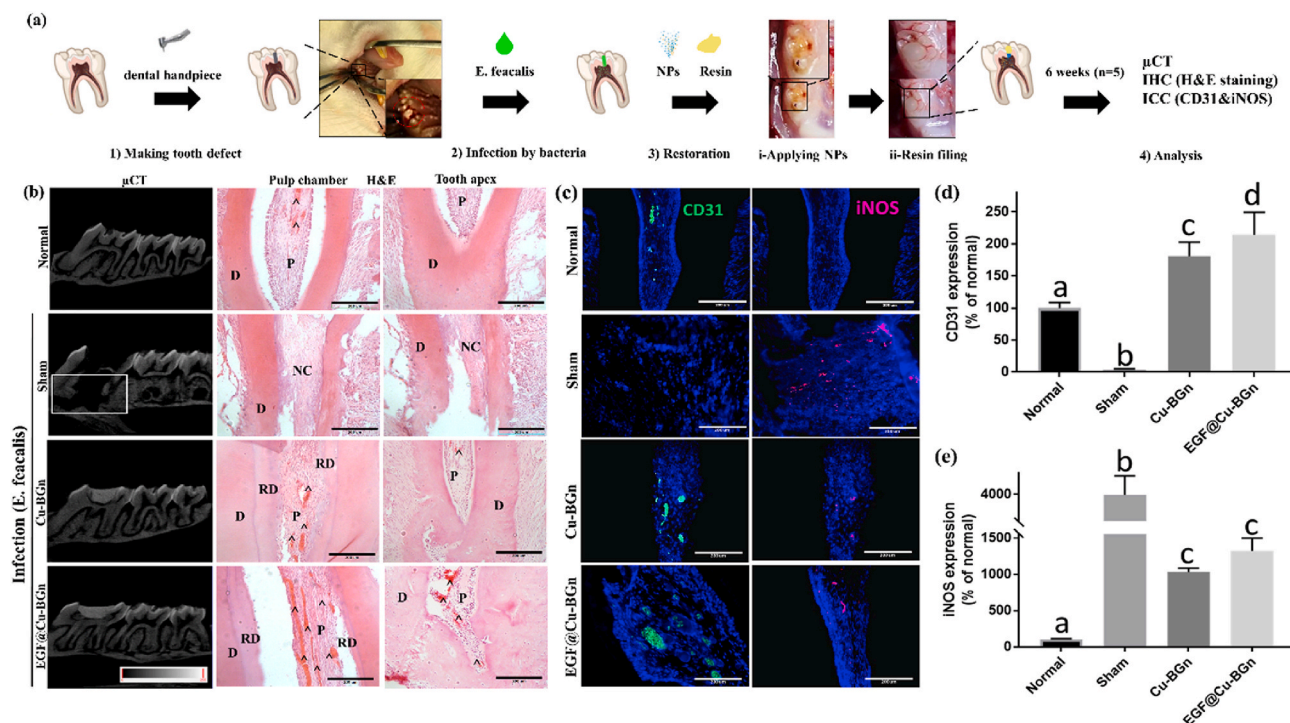 (a)
dental handpiece
E. feacalis
NPs
Resin
6 weeks (n=5)
μCT
IHC (H&E staining)
ICC (CD31&iNOS)
1) Making tooth defect
2) Infection by bacteria
3) Restoration
i-Applying NPs
ii-Resin filing
4) Analysis
(b)
μCT
Pulp chamber
H&E
Tooth apex
Normal
D
P
^
^
D
P
Infection (E. feacalis)
Sham
D
NC
D
NC
Cu-BGn
D
RD
P
RD
^
^
^
^
P
D
^
EGF@Cu-BGn
D
RD
P
RD
^
^
^
^
^
^
^
D
P
^
^
^
^
^
(c)
CD31
iNOS
Normal
Sham
Cu-BGn
200 um
EGF@Cu-BGn
(d)
CD31 expression
(% of normal)
250
200
150
100
50
0
a
b
c
d
Normal
Sham
Cu-BGn
EGF@Cu-BGn
(e)
iNOS expression
(% of normal)
4000
1500
1000
500
0
a
b
c
c
Normal
Sham
Cu-BGn
EGF@Cu-BGn